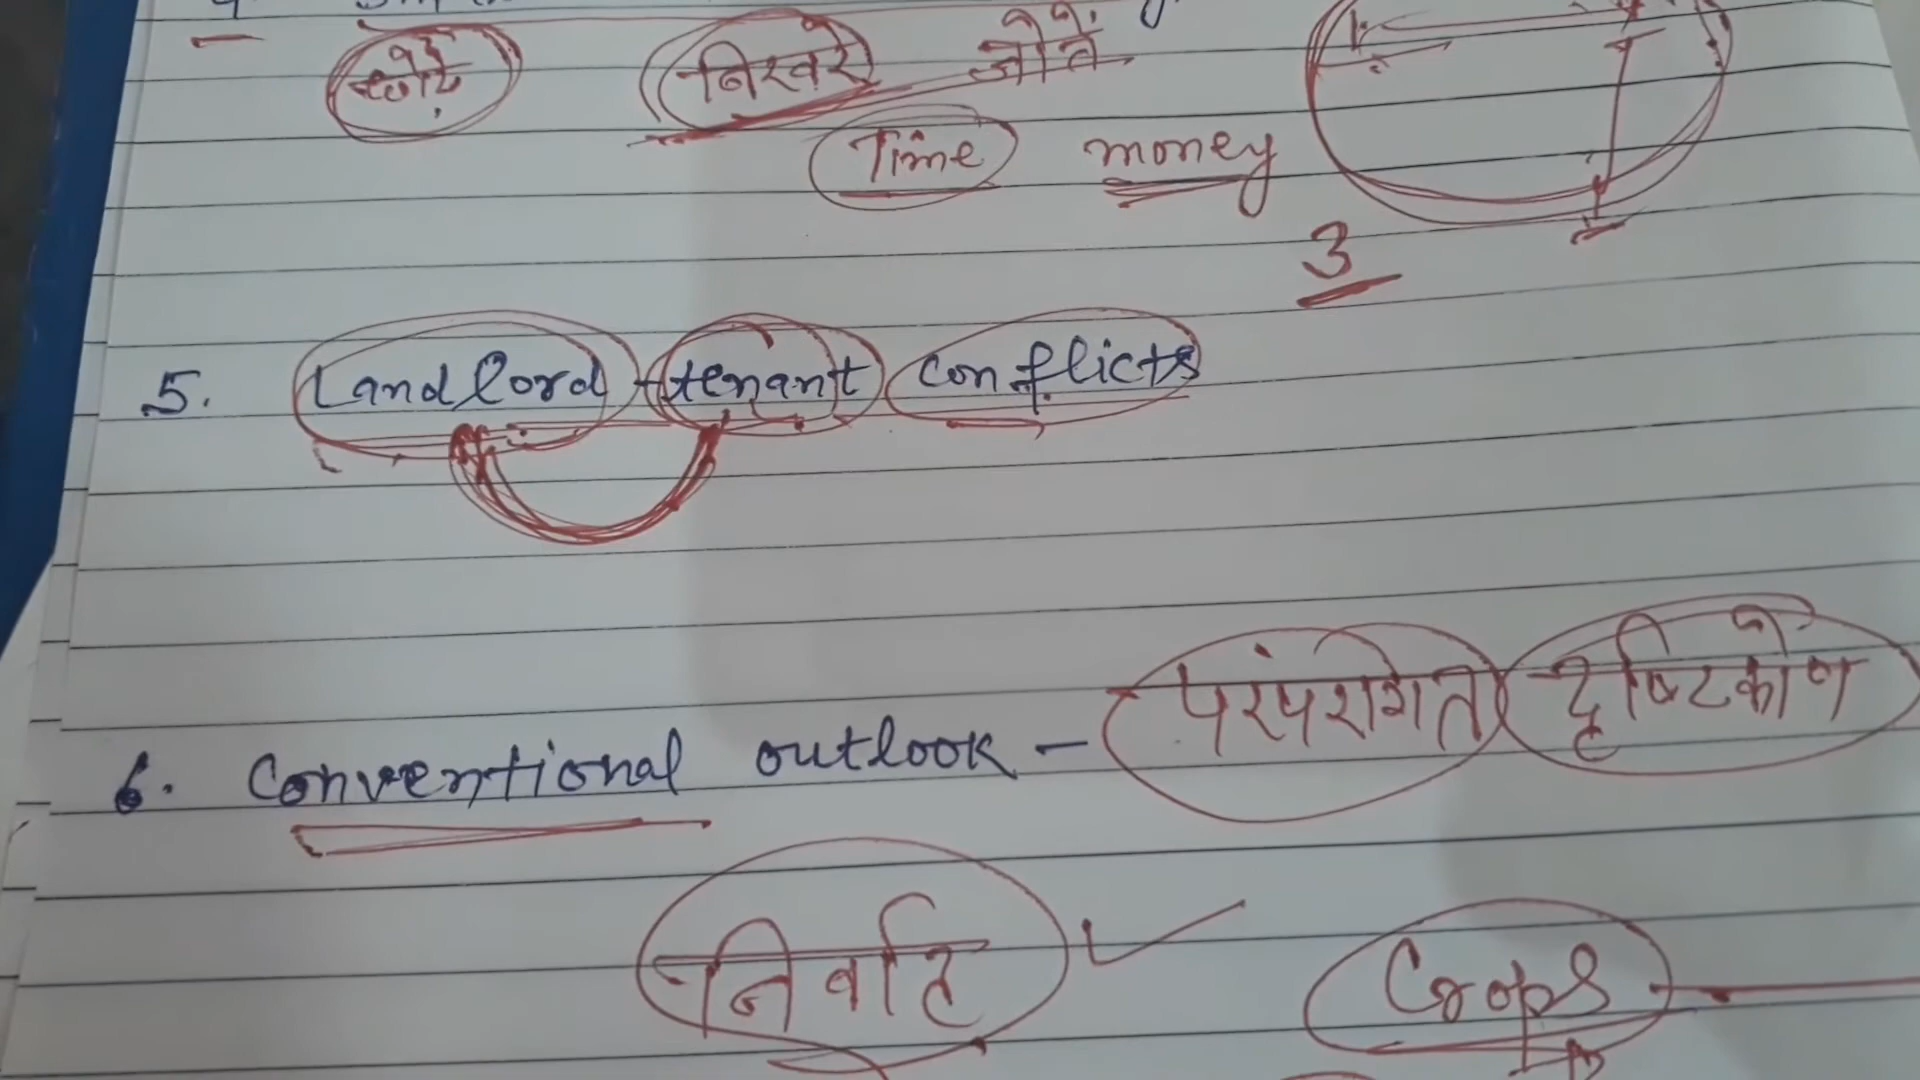 बिखरे जोतें
Time money
3
5. Landlord-tenant conflicts
6. Conventional outlook - परंपरागत दृष्टिकोण
निर्वाह
Crops